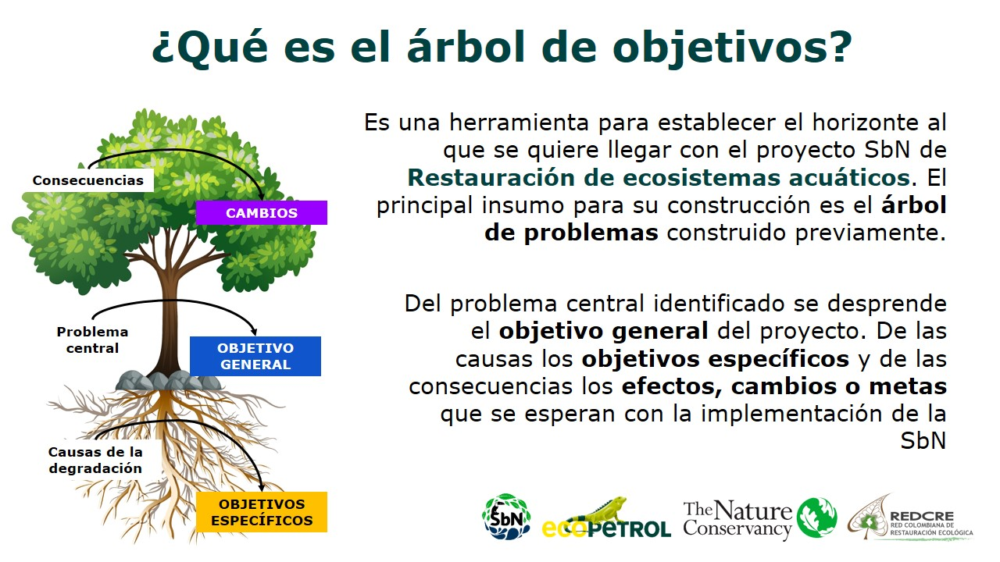 ¿Qué es el árbol de objetivos?
Consecuencias
CAMBIOS
Problema
central
OBJETIVO
GENERAL
Causas de la
degradación
OBJETIVOS
ESPECÍFICOS
Es una herramienta para establecer el horizonte al
que se quiere llegar con el proyecto SbN de
Restauración de ecosistemas acuáticos. El
principal insumo para su construcción es el árbol
de problemas construido previamente.
Del problema central identificado se desprende
el objetivo general del proyecto. De las
causas los objetivos específicos y de las
consecuencias los efectos, cambios o metas
que se esperan con la implementación de la
SbN
SbN
ecoPETROL
The Nature
Conservancy
REDCRE
RED COLOMBIANA DE
RESTAURACIÓN ECOLÓGICA